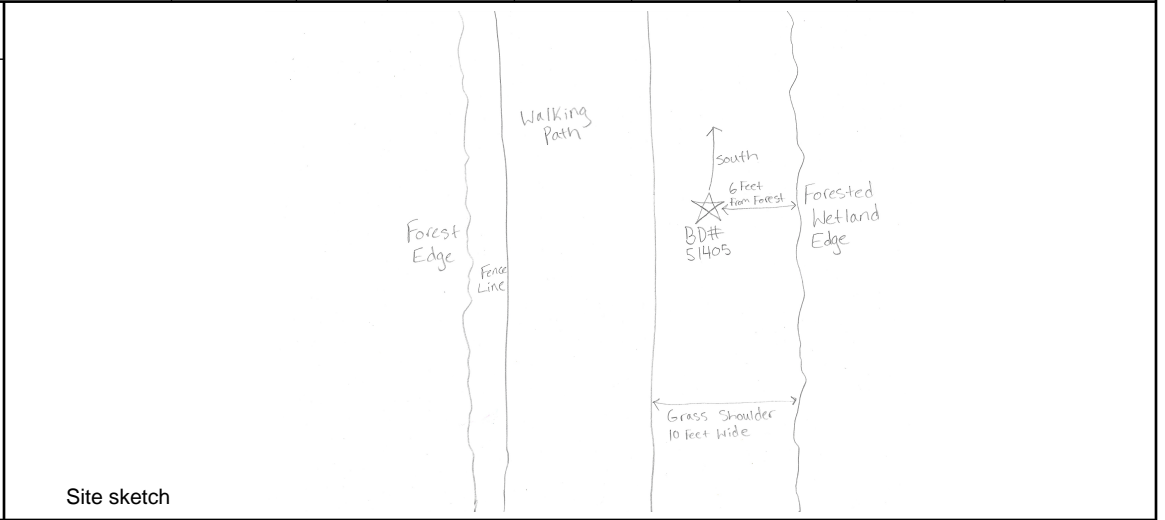 Walking
Path
South
6 Feet
From Forest
BD#
51405
Forested
Wetland
Edge
Forest
Edge
Fence
Line
Grass Shoulder
10 Feet Wide
Site sketch